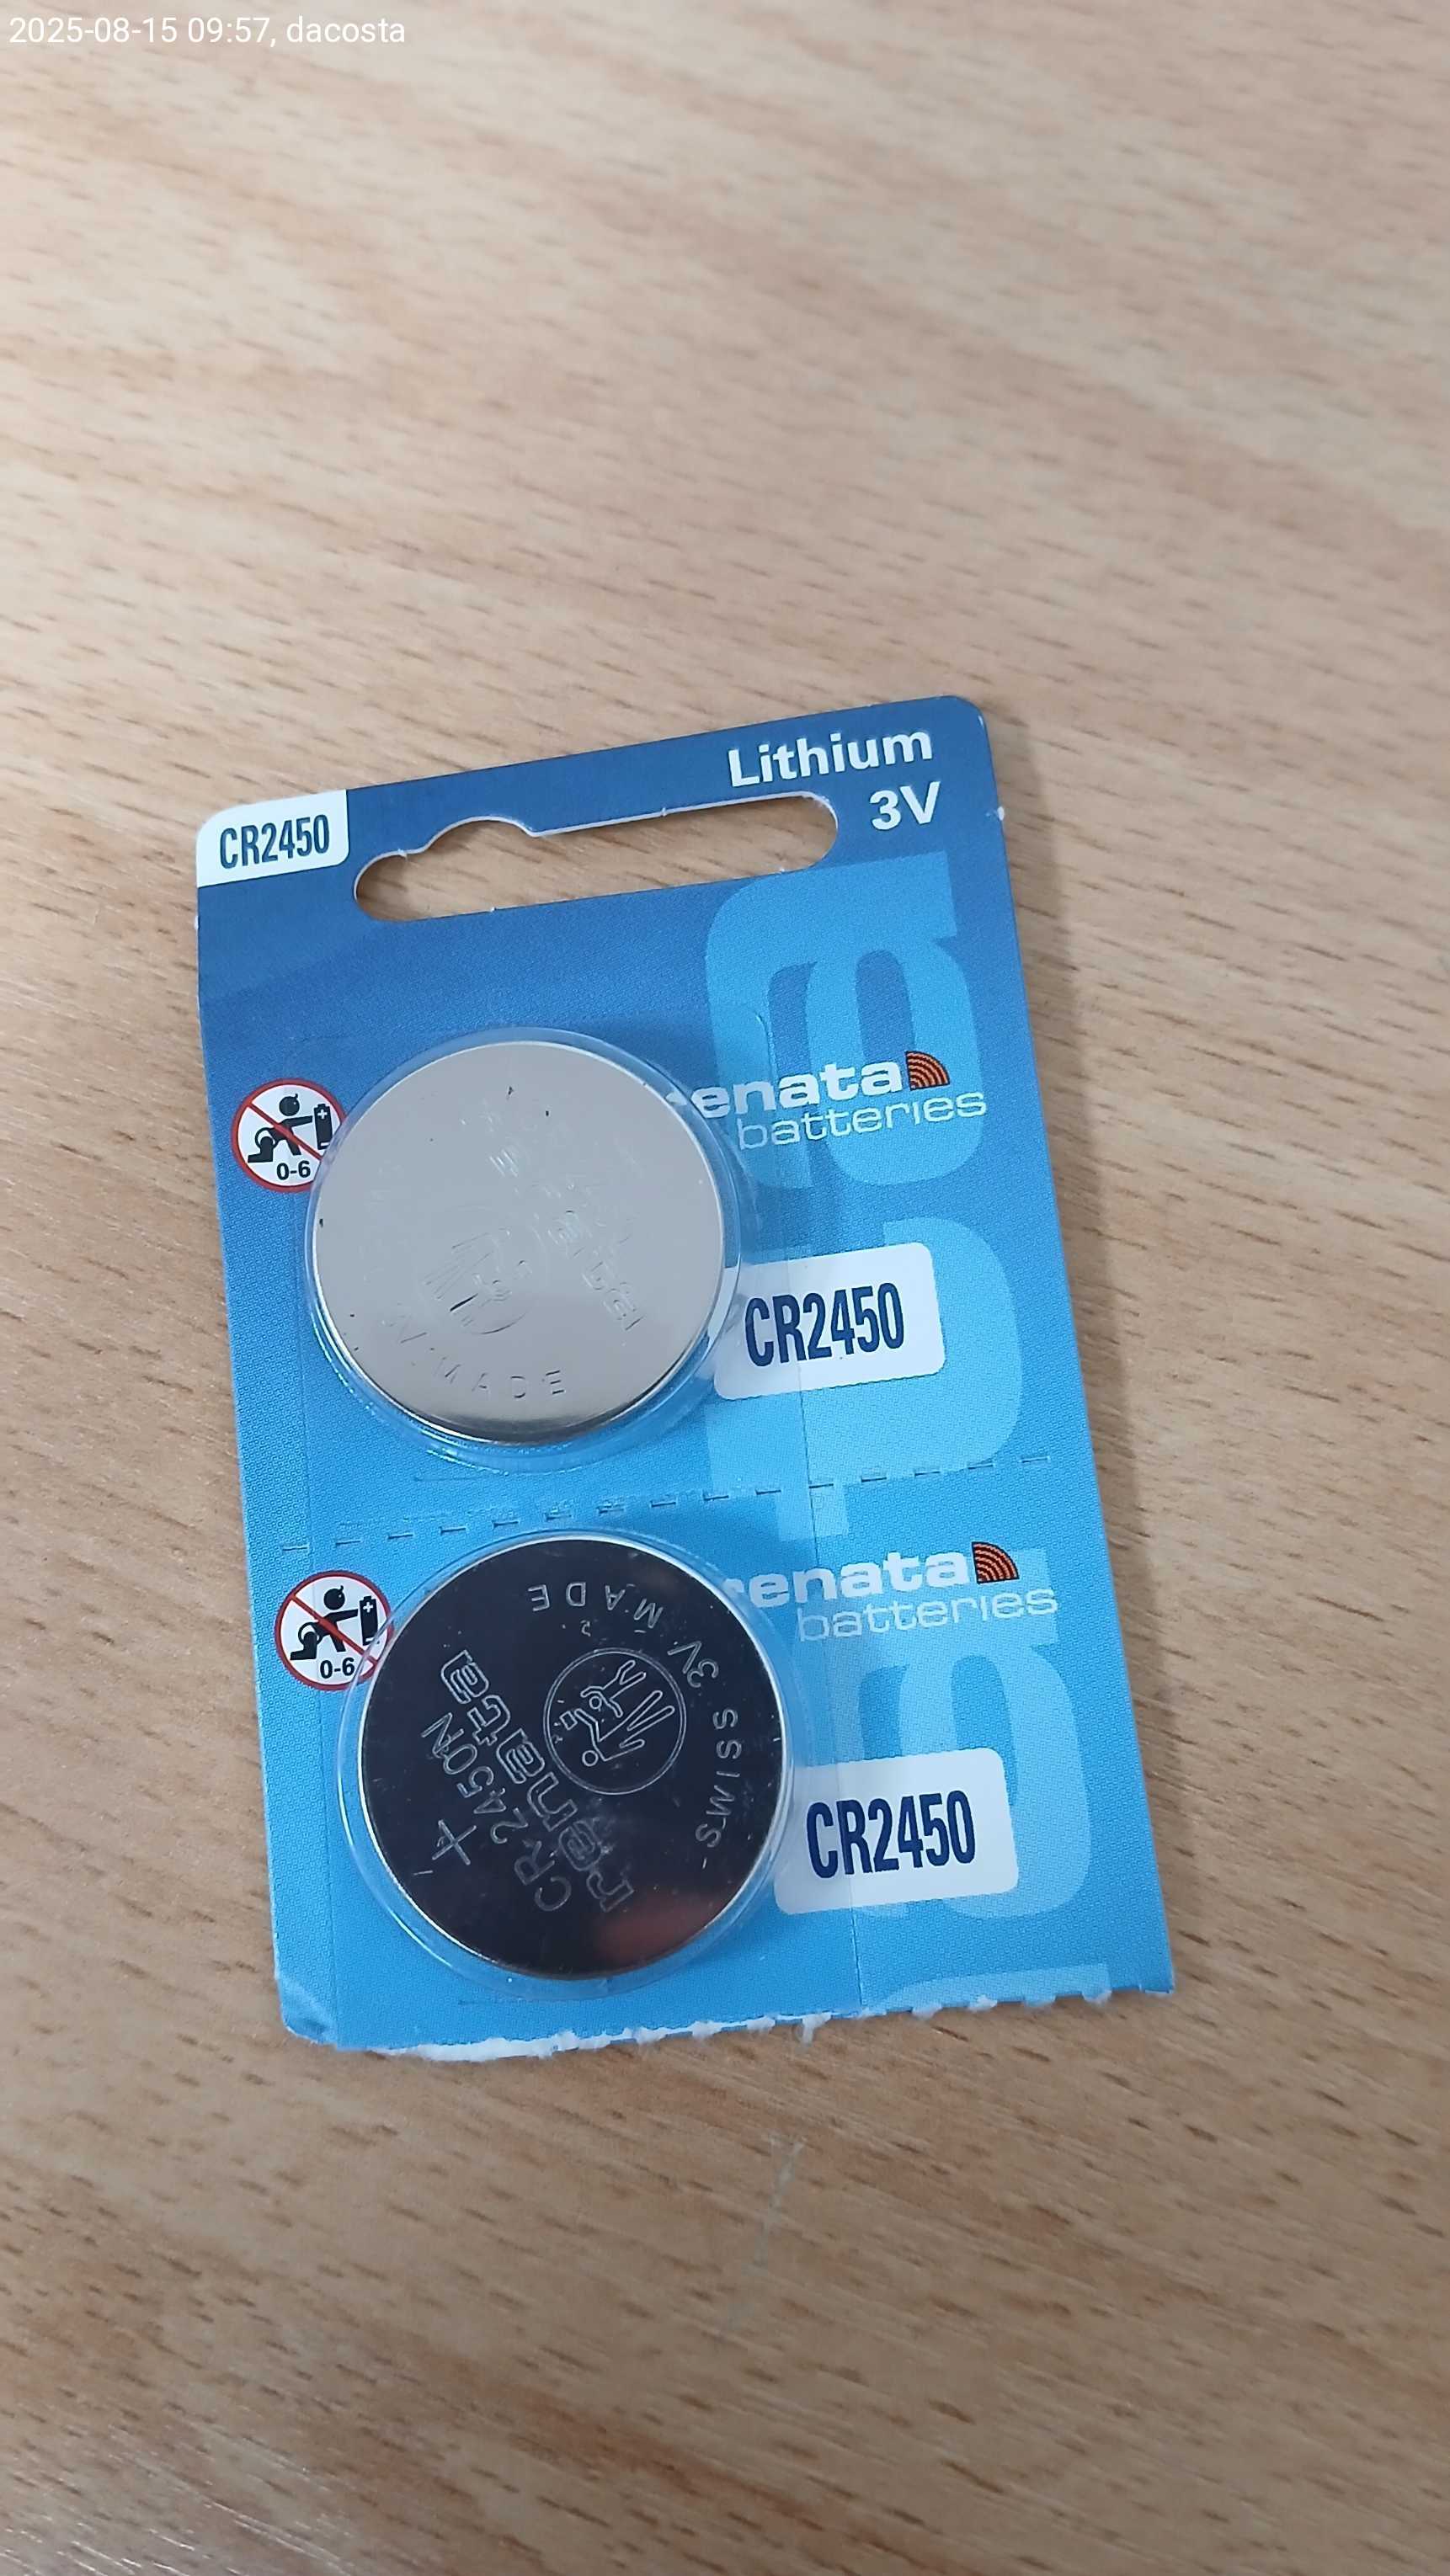 2025-08-15 09:57, dacosta
Lithium
3V
CR2450
renata
batteries
0-6
MADE
CR2450
renata
batteries
0-6
SWISS 3V MADE
renata
CR2450N
+
CR2450